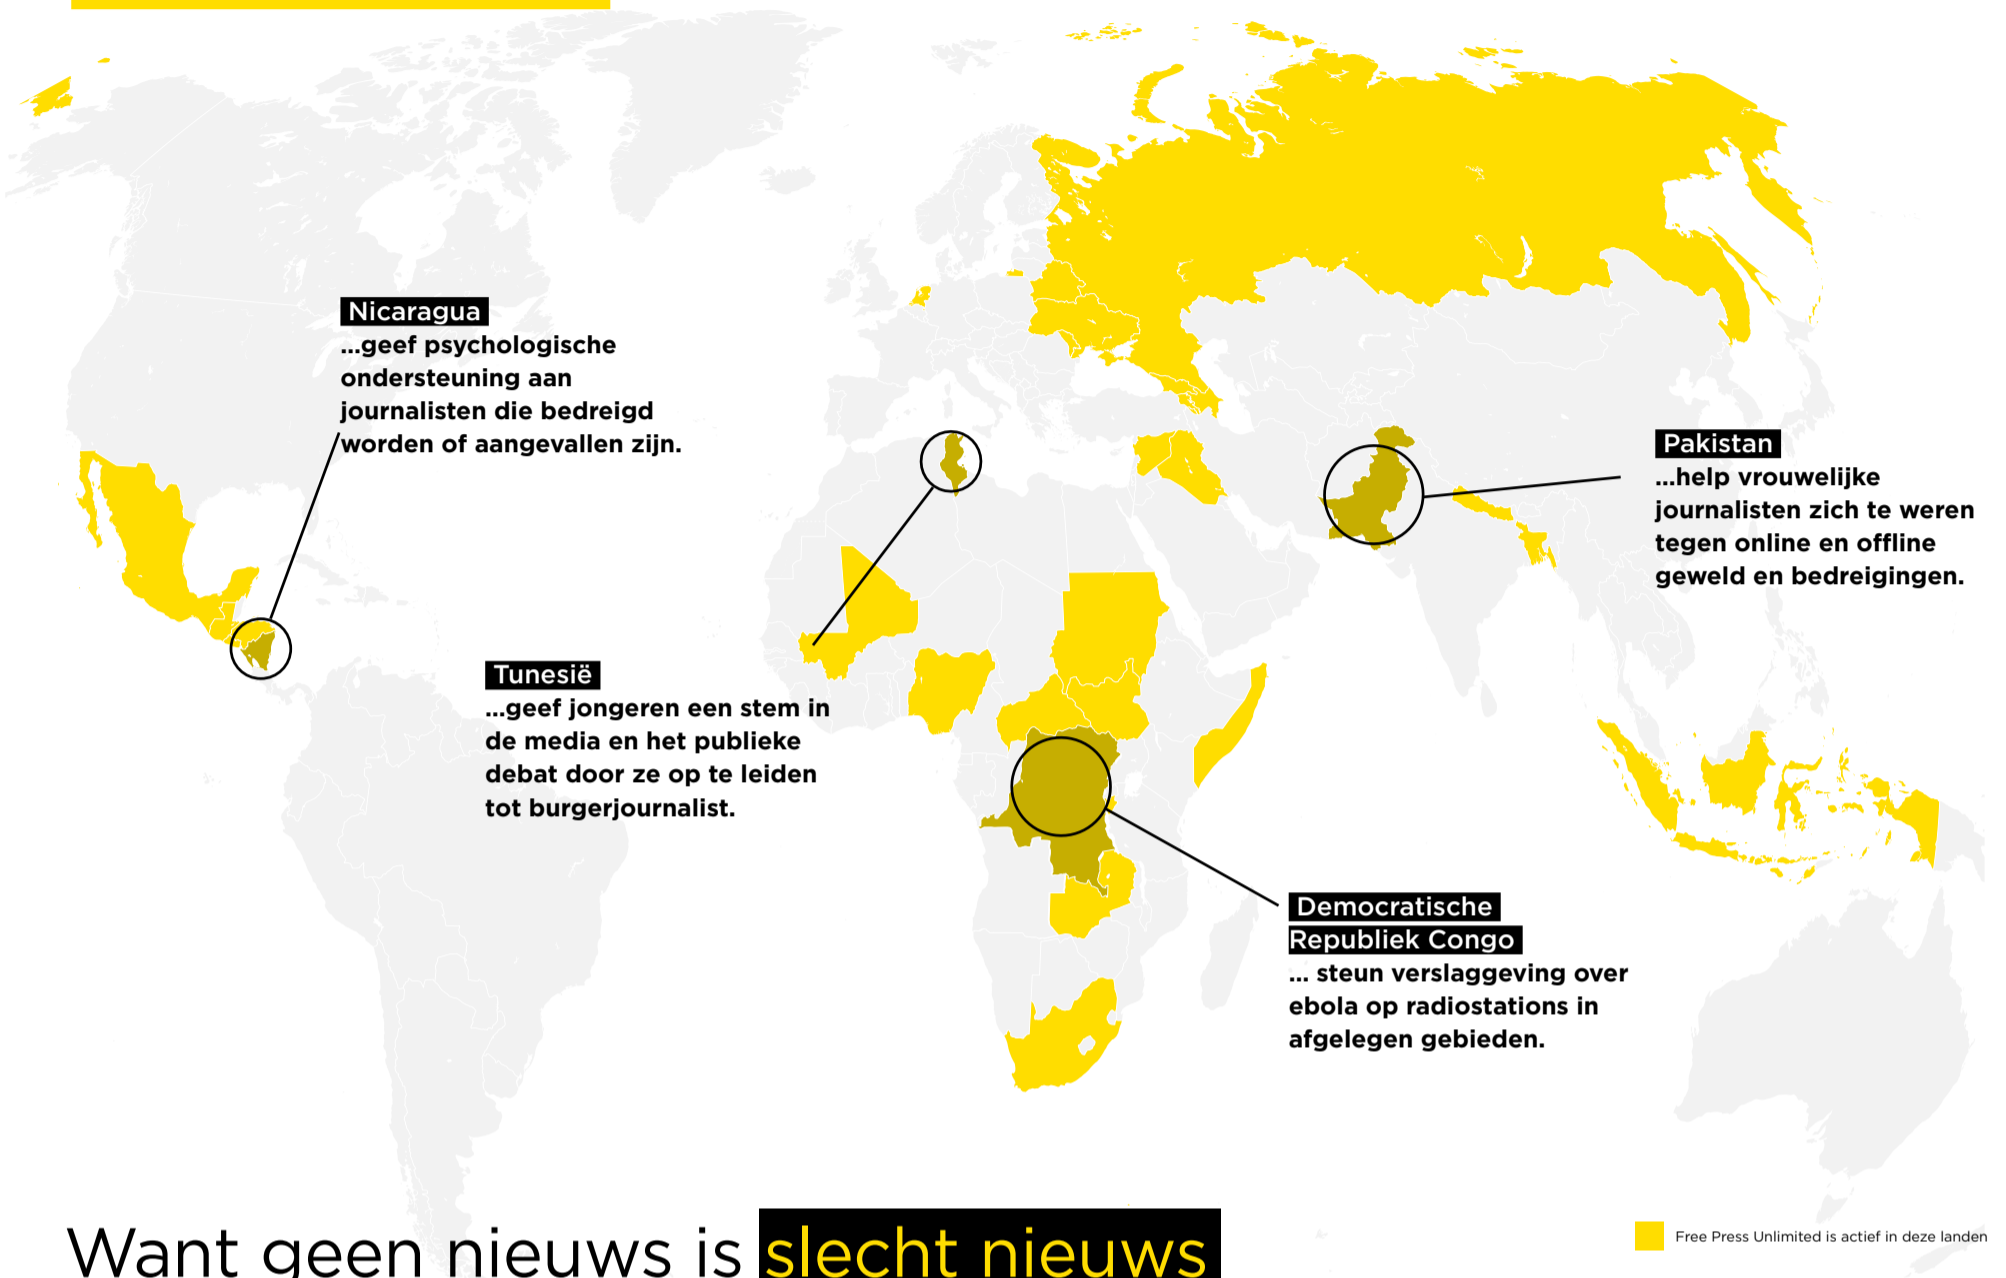 Nicaragua
...geef psychologische
ondersteuning aan
journalisten die bedreigd
worden of aangevallen zijn.
Pakistan
...help vrouwelijke
journalisten zich te weren
tegen online en offline
geweld en bedreigingen.
Tunesië
...geef jongeren een stem in
de media en het publieke
debat door ze op te leiden
tot burgerjournalist.
Democratische
Republiek Congo
... steun verslaggeving over
ebola op radiostations in
afgelegen gebieden.
Want geen nieuws is slecht nieuws
Free Press Unlimited is actief in deze landen